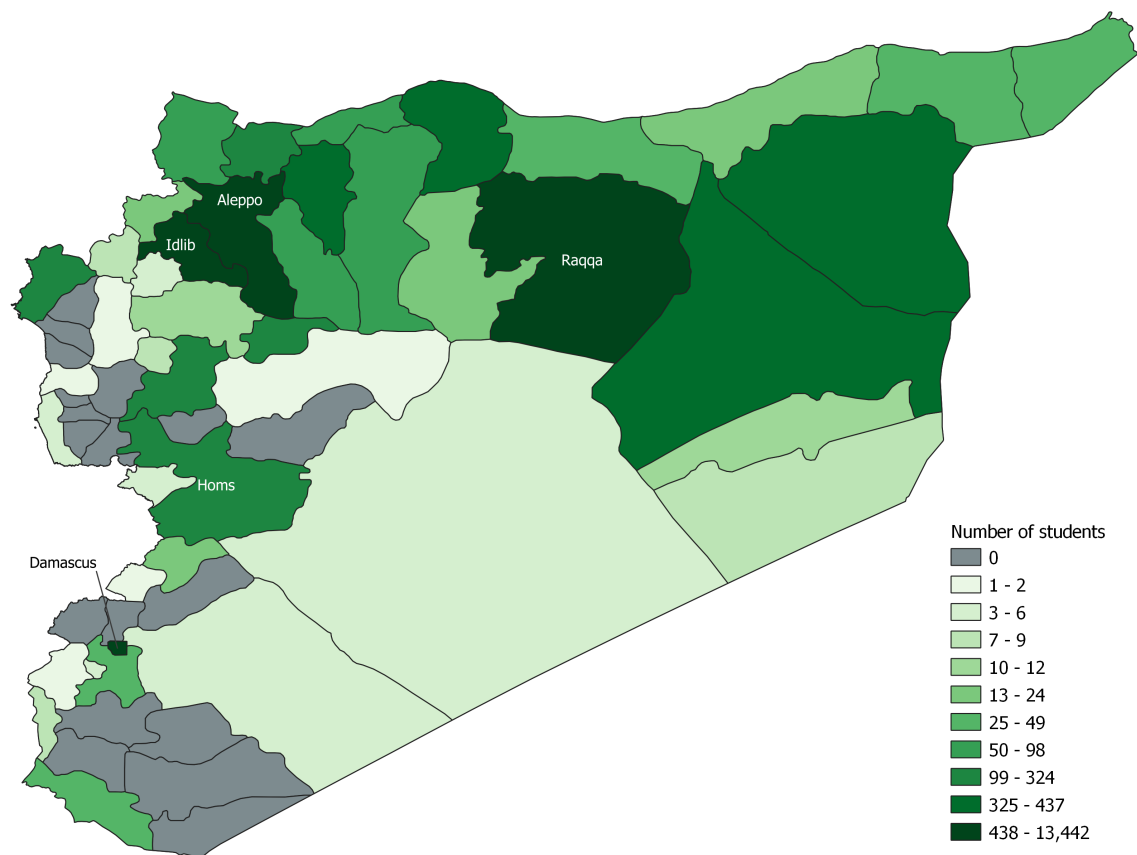 Aleppo
Idlib
Raqqa
Homs
Damascus
Number of students
0
1 - 2
3 - 6
7 - 9
10 - 12
13 - 24
25 - 49
50 - 98
99 - 324
325 - 437
438 - 13,442